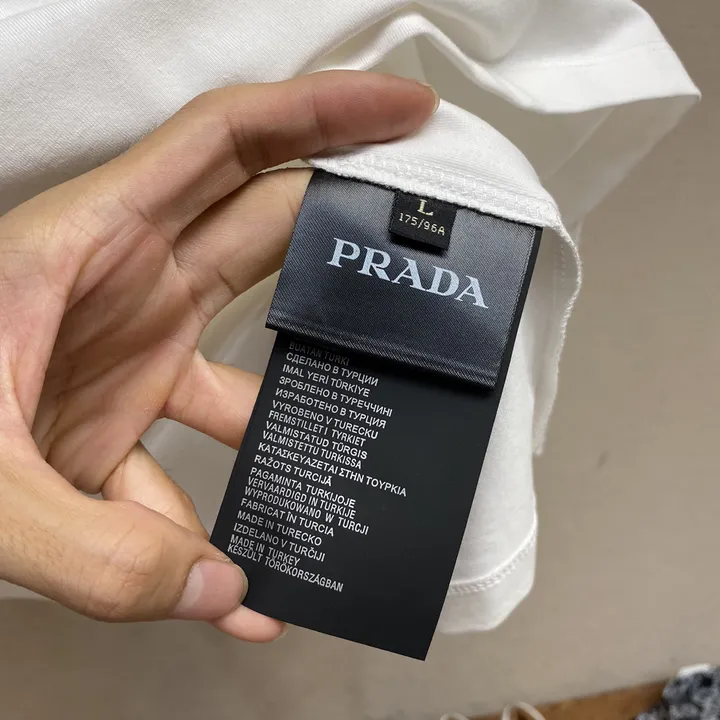 L
175/96A
PRADA
BUATAN TURKI
СДЕЛАНО В ТУРЦИИ
IMAL YERİ TÜRKIYE
ЗРОБЛЕНО В ТУРЕЧЧИНІ
ИЗРАБОТЕНО В ТУРЦИЯ
VYROBENO V TURECKU
FREMSTILLET I TYRKIET
VALMISTATUD TÜRGIS
VALMISTETTU TURKISSA
ΚΑΤΑΣΚΕΥΑΖΕΤΑΙ ΣΤΗΝ ΤΟΥΡΚΙΑ
RAŽOTS TURCIJĀ
PAGAMINTA TURKIJOJE
VERVAARDIGD IN TURKIJE
WYPRODUKOWANO W TURCJI
FABRICAT ÎN TURCIA
MADE IN TURECKO
IZDELANO V TURČIJI
MADE IN TURKEY
KÉSZÜLT TÖRÖKORSZÁGBAN